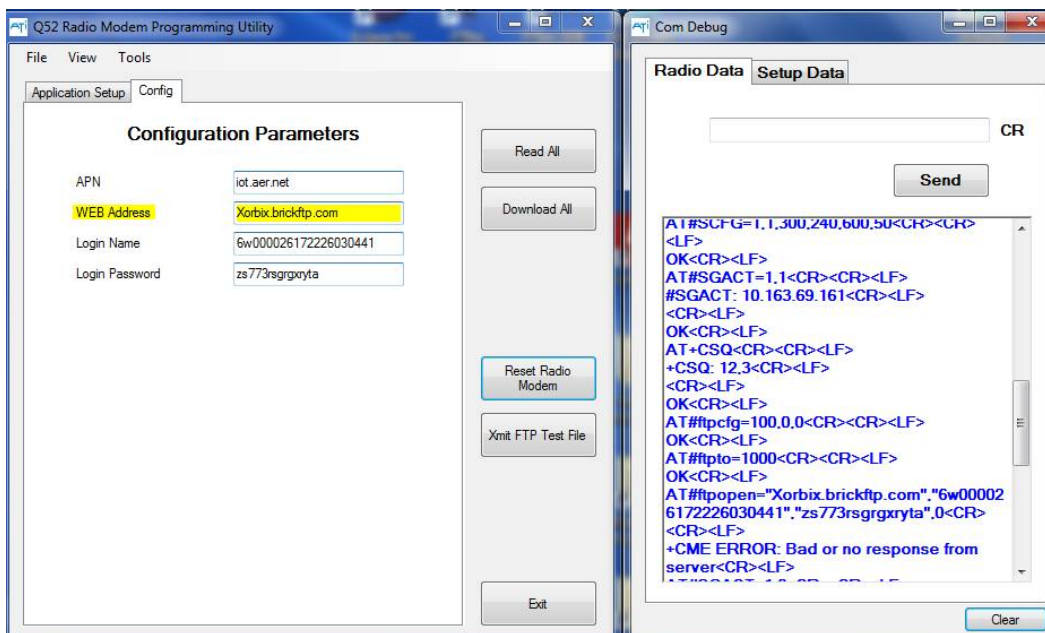 ATi Q52 Radio Modem Programming Utility
File View Tools
Application Setup Config
Configuration Parameters
APN iot.aer.net
WEB Address Xorbix.brickftp.com
Login Name 6w000026172226030441
Login Password zs773rsgrgxryta
Read All
Download All
Reset Radio
Modem
Xmit FTP Test File
Exit
ATi Com Debug
Radio Data Setup Data
CR
Send
AT#SCFG=1,1,300,240,600,50<CR><CR>
<LF>
OK<CR><LF>
AT#SGACT=1,1<CR><CR><LF>
#SGACT: 10.163.69.161<CR><LF>
<CR><LF>
OK<CR><LF>
AT+CSQ<CR><CR><LF>
+CSQ: 12,3<CR><LF>
<CR><LF>
OK<CR><LF>
AT#ftpcfg=100,0,0<CR><CR><LF>
OK<CR><LF>
AT#ftpto=1000<CR><CR><LF>
OK<CR><LF>
AT#ftpopen="Xorbix.brickftp.com","6w00002
6172226030441","zs773rsgrgxryta",0<CR>
<CR><LF>
+CME ERROR: Bad or no response from
server<CR><LF>
Clear